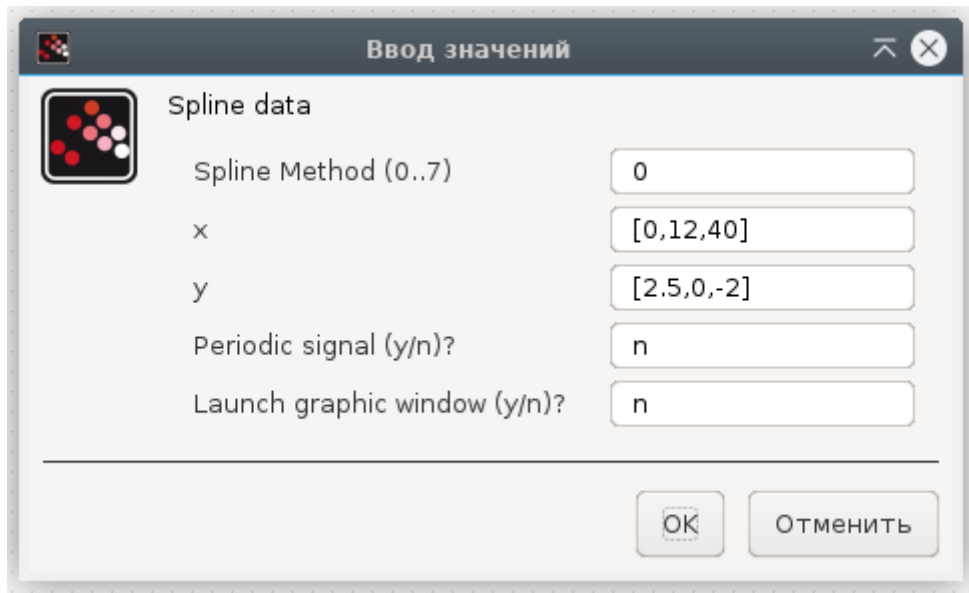 Ввод значений
Spline data
Spline Method (0..7) 0
x [0,12,40]
y [2.5,0,-2]
Periodic signal (y/n)? n
Launch graphic window (y/n)? n
OK Отменить